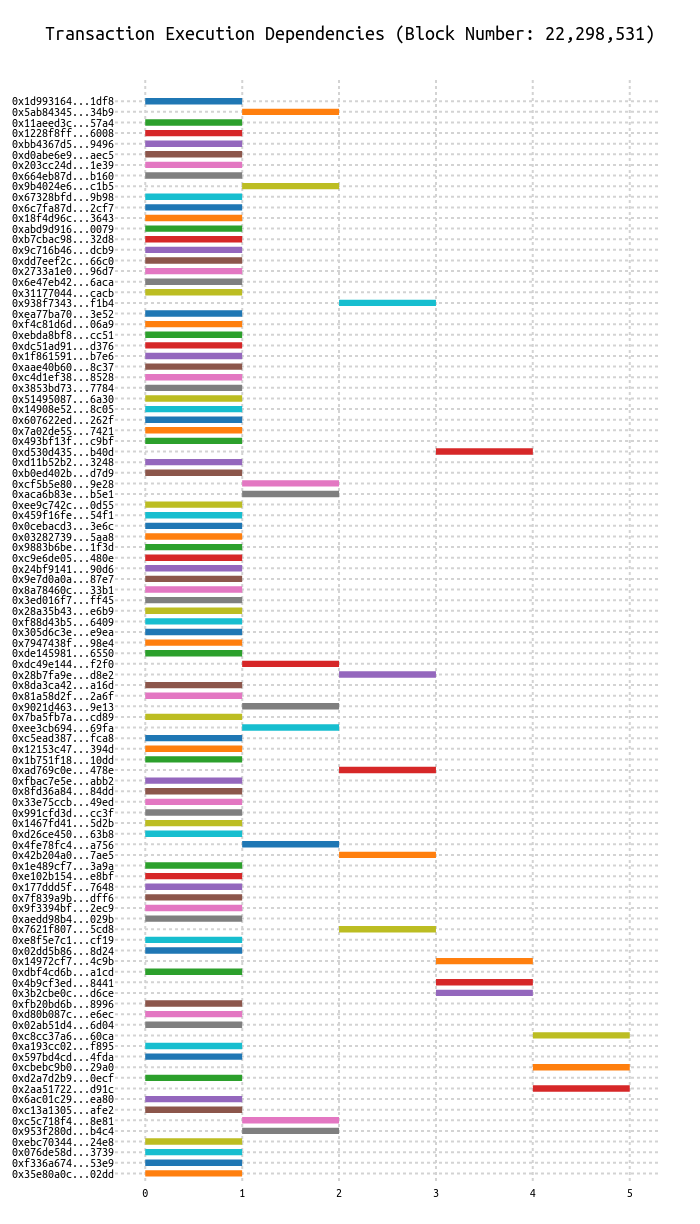 Transaction Execution Dependencies (Block Number: 22,298,531)
0x1d993164...1df8
0x5ab84345...34b9
0x11aeed3c...57a4
0x1228f8ff...6008
0xbb4367d5...9496
0xd0abe6e9...aec5
0x203cc24d...1e39
0x664eb87d...b160
0x9b4024e6...c1b5
0x67328bfd...9b98
0x6c7fa87d...2cf7
0x18f4d96c...3643
0xabd9d916...0079
0xb7cbac98...32d8
0x9c716b46...dcb9
0xdd7eef2c...66c0
0x2733a1e0...96d7
0x6e47eb42...6aca
0x31177044...cacb
0x938f7343...f1b4
0xea77ba70...3e52
0xf4c81d6d...06a9
0xebda8bf8...cc51
0xdc51ad91...d376
0x1f861591...b7e6
0xaae40b60...8c37
0xc4d1ef38...8528
0x3853bd73...7784
0x51495087...6a30
0x14908e52...8c05
0x607622ed...262f
0x7a02de55...7421
0x493bf13f...c9bf
0xd530d435...b40d
0xd11b52b2...3248
0xb0ed402b...d7d9
0xcf5b5e80...9e28
0xaca6b83e...b5e1
0xee9c742c...0d55
0x459f16fe...54f1
0x0cebacd3...3e6c
0x03282739...5aa8
0x9883b6be...1f3d
0xc9e6de05...480e
0x24bf9141...90d6
0x9e7d0a0a...87e7
0x8a78460c...33b1
0x3ed016f7...ff45
0x28a35b43...e6b9
0xf88d43b5...6409
0x305d6c3e...e9ea
0x7947438f...98e4
0xde145981...6550
0xdc49e144...f2f0
0x28b7fa9e...d8e2
0x8da3ca42...a16d
0x81a58d2f...2a6f
0x9021d463...9e13
0x7ba5fb7a...cd89
0xee3cb694...69fa
0xc5ead387...fca8
0x12153c47...394d
0x1b751f18...10dd
0xad769c0e...478e
0xfbac7e5e...abb2
0x8fd36a84...84dd
0x33e75ccb...49ed
0x991cfd3d...cc3f
0x1467fd41...5d2b
0xd26ce450...63b8
0x4fe78fc4...a756
0x42b204a0...7ae5
0x1e489cf7...3a9a
0xe102b154...e8bf
0x177ddd5f...7648
0x7f839a9b...dff6
0x9f3394bf...2ec9
0xaedd98b4...029b
0x7621f807...5cd8
0xe8f5e7c1...cf19
0x02dd5b86...8d24
0x14972cf7...4c9b
0xdbf4cd6b...a1cd
0x4b9cf3ed...8441
0x3b2cbe0c...d6ce
0xfb20bd6b...8996
0xd80b087c...e6ec
0x02ab51d4...6d04
0xc8cc37a6...60ca
0xa193cc02...f895
0x597bd4cd...4fda
0xcbebc9b0...29a0
0xd2a7d2b9...0ecf
0x2aa51722...d91c
0x6ac01c29...ea80
0xc13a1305...afe2
0xc5c718f4...8e81
0x953f280d...b4c4
0xebc70344...24e8
0x076de58d...3739
0xf336a674...53e9
0x35e80a0c...02dd
0 1 2 3 4 5